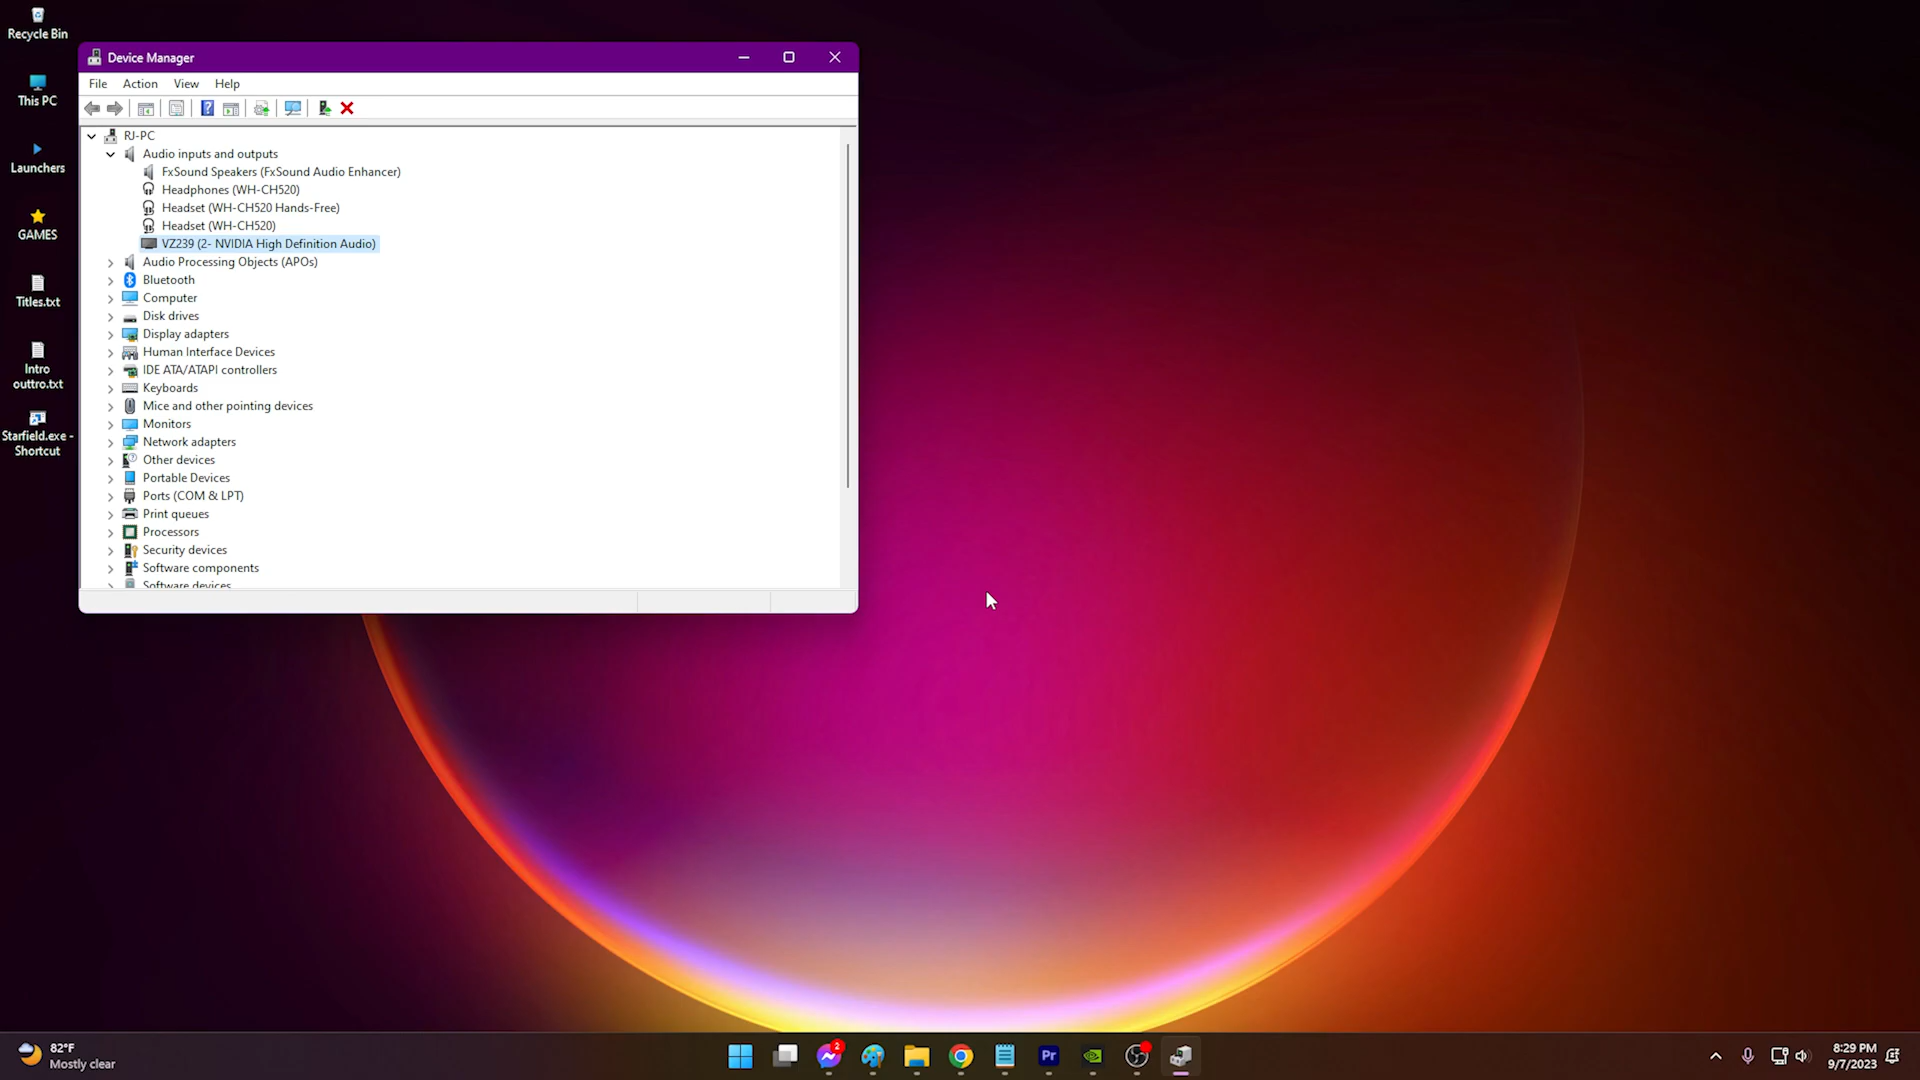 Recycle Bin
This PC
Launchers
GAMES
Titles.txt
Intro
outtro.txt
Starfield.exe -
Shortcut
Device Manager
File Action View Help
RJ-PC
Audio inputs and outputs
FxSound Speakers (FxSound Audio Enhancer)
Headphones (WH-CH520)
Headset (WH-CH520 Hands-Free)
Headset (WH-CH520)
VZ239 (2- NVIDIA High Definition Audio)
Audio Processing Objects (APOs)
Bluetooth
Computer
Disk drives
Display adapters
Human Interface Devices
IDE ATA/ATAPI controllers
Keyboards
Mice and other pointing devices
Monitors
Network adapters
Other devices
Portable Devices
Ports (COM & LPT)
Print queues
Processors
Security devices
Software components
Software devices
82°F
Mostly clear
2
Pr
8:29 PM
9/7/2023